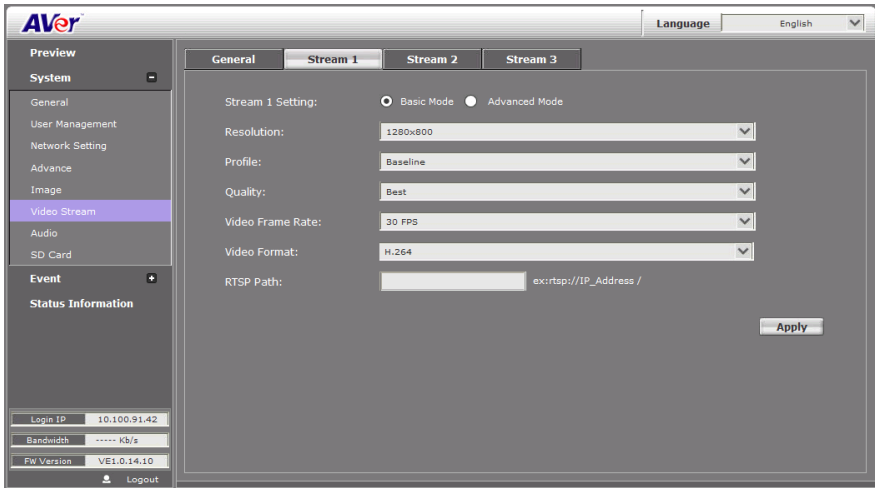 AVer
Language English
Preview
System
General
User Management
Network Setting
Advance
Image
Video Stream
Audio
SD Card
Event
Status Information
Login IP 10.100.91.42
Bandwidth ----- Kb/s
FW Version VE1.0.14.10
Logout
General Stream 1 Stream 2 Stream 3
Stream 1 Setting: Basic Mode Advanced Mode
Resolution: 1280x800
Profile: Baseline
Quality: Best
Video Frame Rate: 30 FPS
Video Format: H.264
RTSP Path: ex:rtsp://IP_Address /
Apply